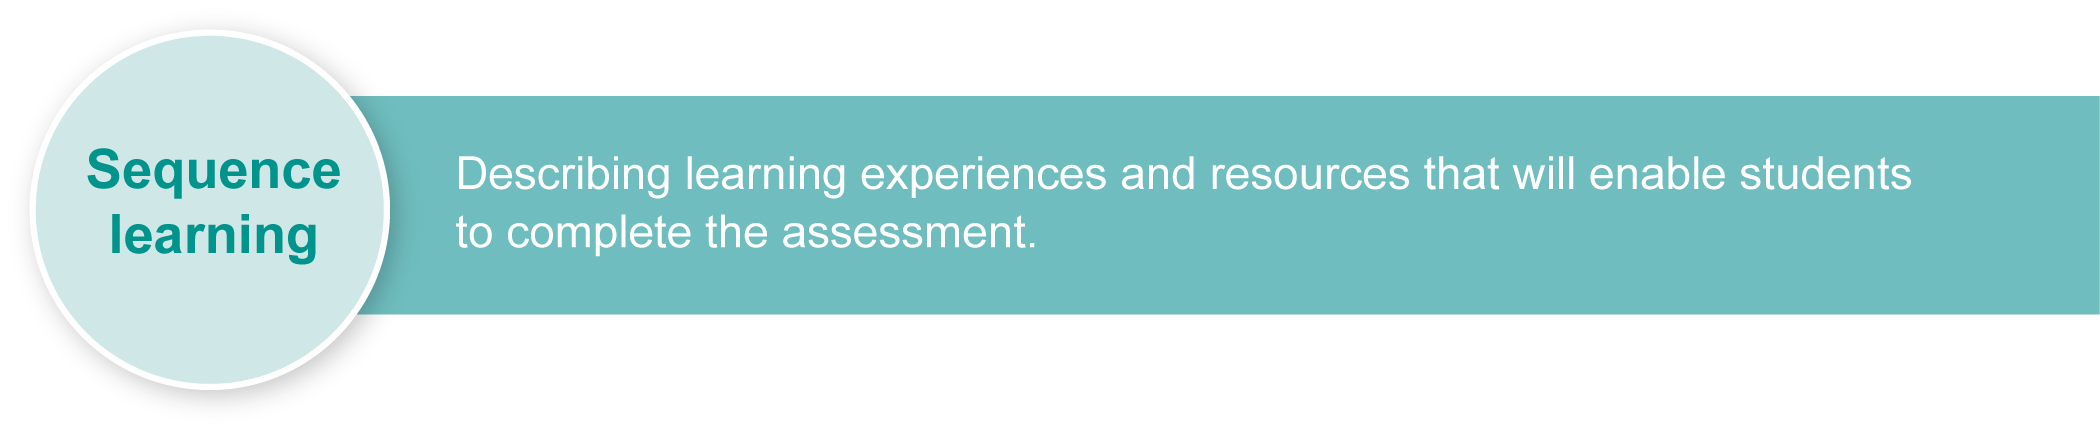 Sequence
learning
Describing learning experiences and resources that will enable students
to complete the assessment.